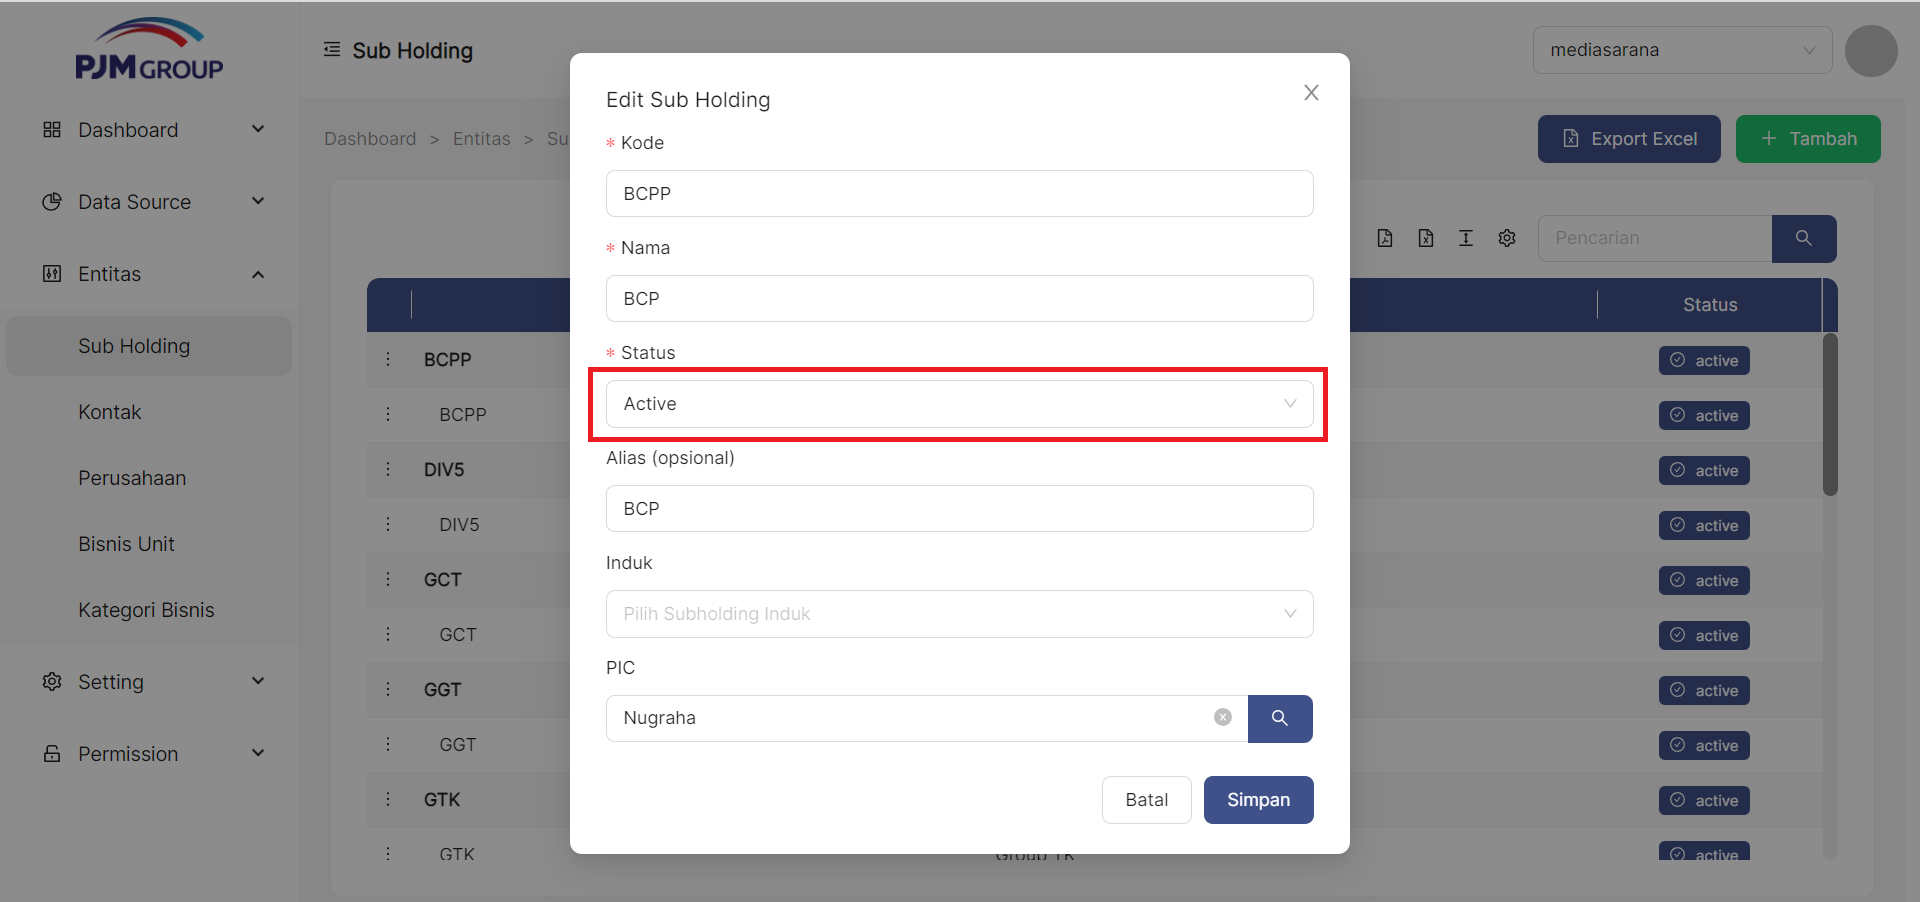 PJM GROUP
Sub Holding
mediasarana
Dashboard
Data Source
Entitas
Sub Holding
Kontak
Perusahaan
Bisnis Unit
Kategori Bisnis
Setting
Permission
Dashboard > Entitas > Su
Export Excel
+ Tambah
Pencarian
Status
BCPP active
BCPP active
DIV5 active
DIV5 active
GCT active
GCT active
GGT active
GGT active
GTK active
GTK Group TK active
Edit Sub Holding
* Kode
BCPP
* Nama
BCP
* Status
Active
Alias (opsional)
BCP
Induk
Pilih Subholding Induk
PIC
Nugraha
Batal
Simpan